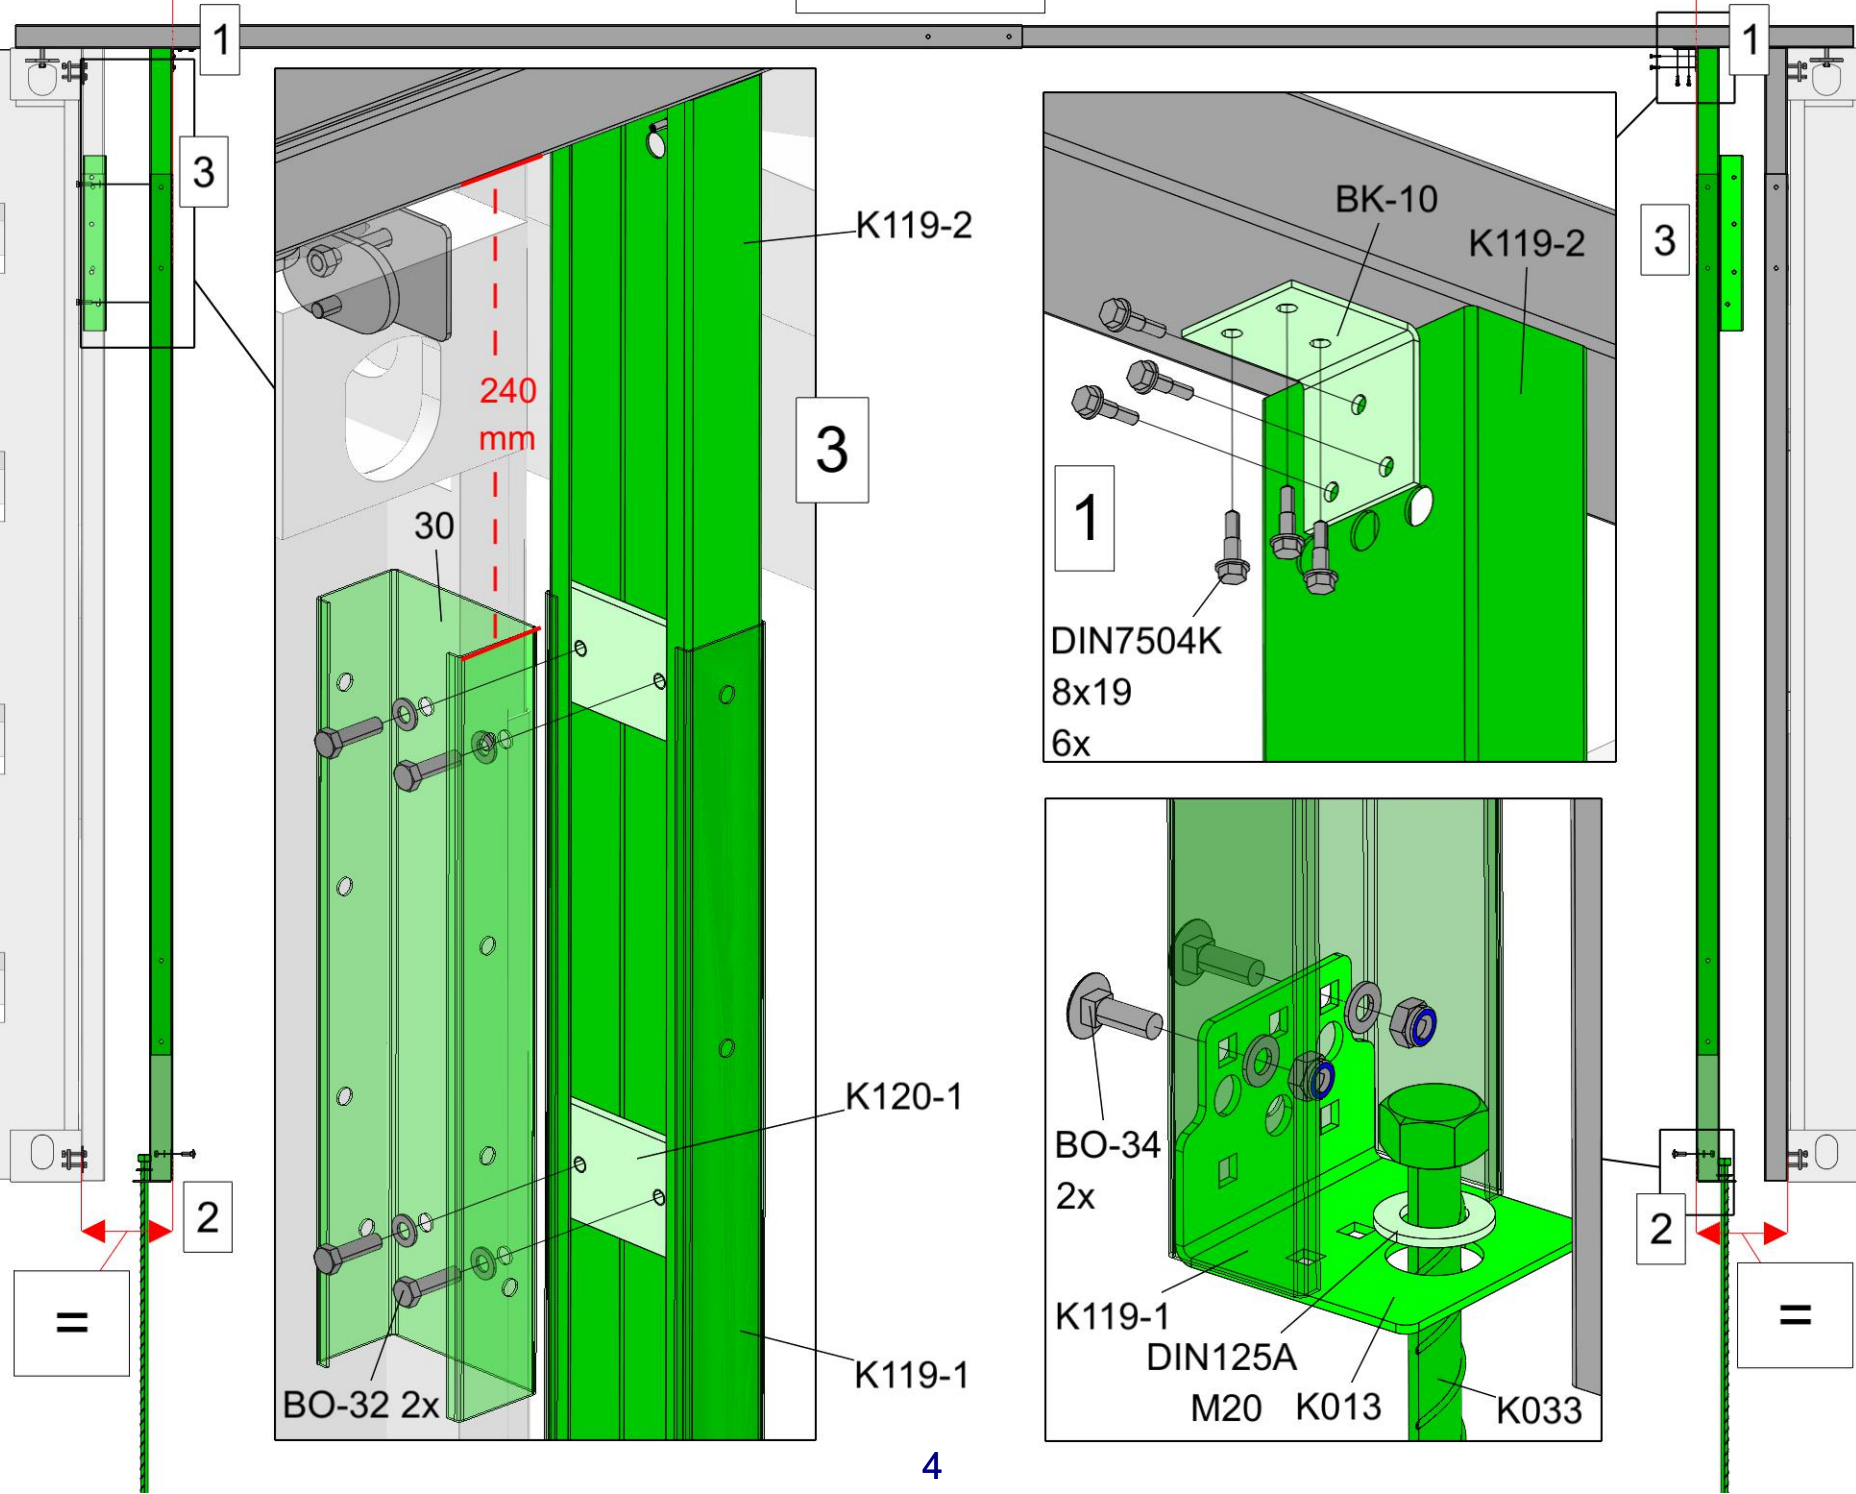 1
1
3
3
K119-2
240
mm
30
3
K120-1
K119-1
BO-32 2x
BK-10
K119-2
1
DIN7504K
8x19
6x
BO-34
2x
K119-1
DIN125A
M20
K013
K033
2
2
=
=
4